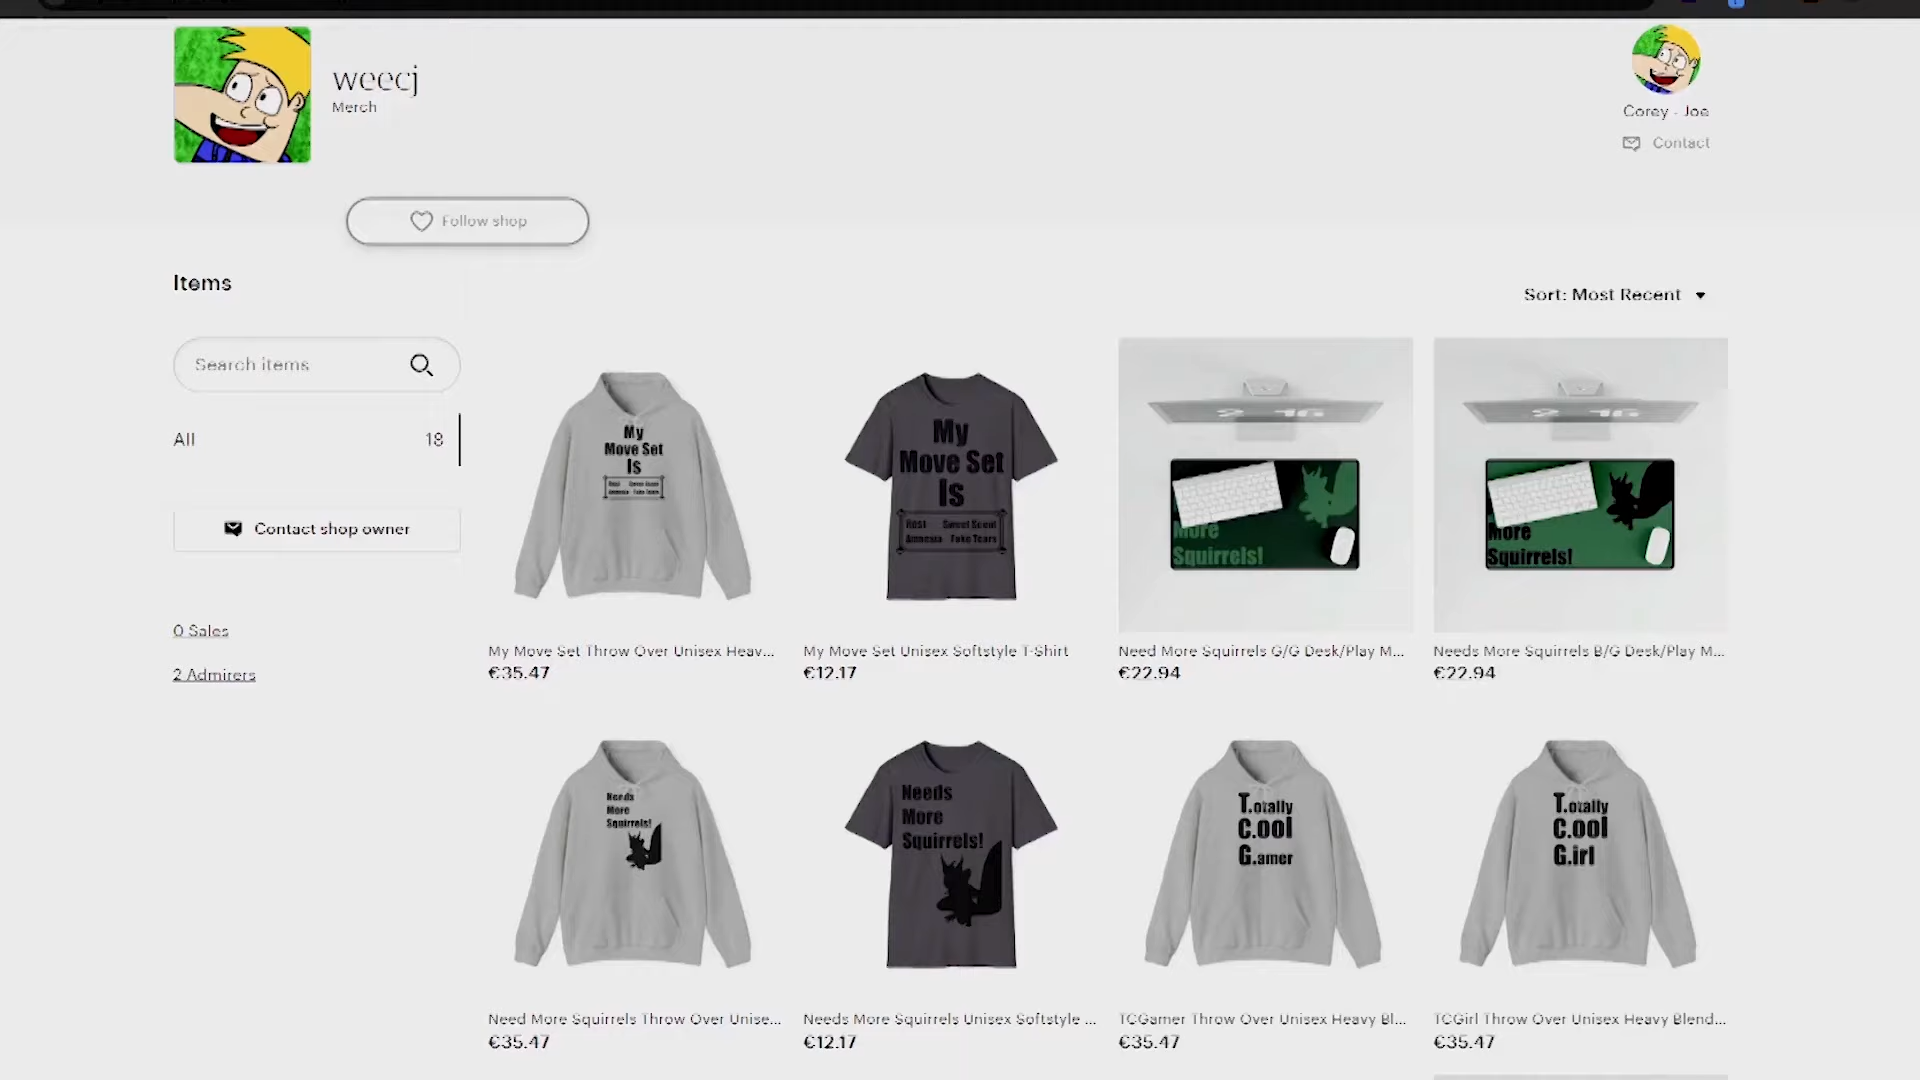 weecj
Merch
Corey - Joe
Contact
Follow shop
Items
Sort: Most Recent
Search items
All 18
Contact shop owner
0 Sales
2 Admirers
My
Move Set
Is
Rest Sweet Scent
Amnesia Fake Tears
My
Move Set
Is
Rest Sweet Scent
Amnesia Fake Tears
More
Squirrels!
More
Squirrels!
My Move Set Throw Over Unisex Heav...
€35.47
My Move Set Unisex Softstyle T-Shirt
€12.17
Need More Squirrels G/G Desk/Play M...
€22.94
Needs More Squirrels B/G Desk/Play M...
€22.94
Needs
More
Squirrels!
Needs
More
Squirrels!
T.otally
C.ool
G.amer
T.otally
C.ool
G.irl
Need More Squirrels Throw Over Unise...
€35.47
Needs More Squirrels Unisex Softstyle ...
€12.17
TCGamer Throw Over Unisex Heavy Bl...
€35.47
TCGirl Throw Over Unisex Heavy Blend...
€35.47